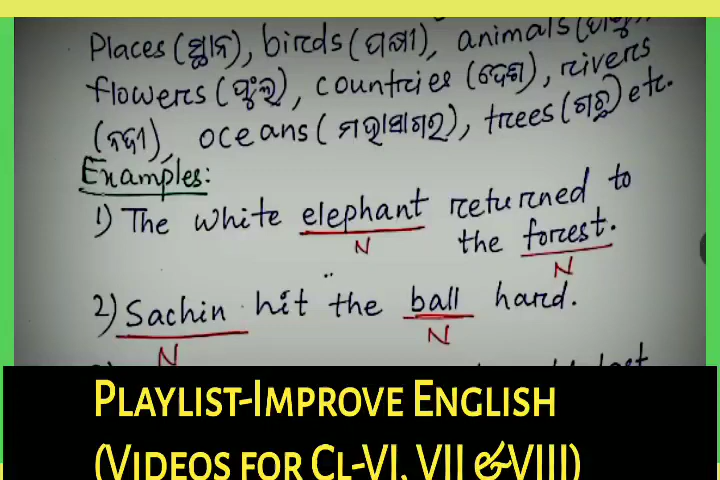 Places (ସ୍ଥାନ), birds (ପକ୍ଷୀ), animals
flowers (ଫୁଲ), countries (ଦେଶ), rivers
(ନଦୀ), oceans (ମହାସାଗର), trees (ଗଛ) etc.
Examples:
1) The white elephant returned to
N
the forest.
N
2) Sachin hit the ball hard.
N
N
PLAYLIST-IMPROVE ENGLISH
(VIDEOS FOR CL-VI, VII &VIII)